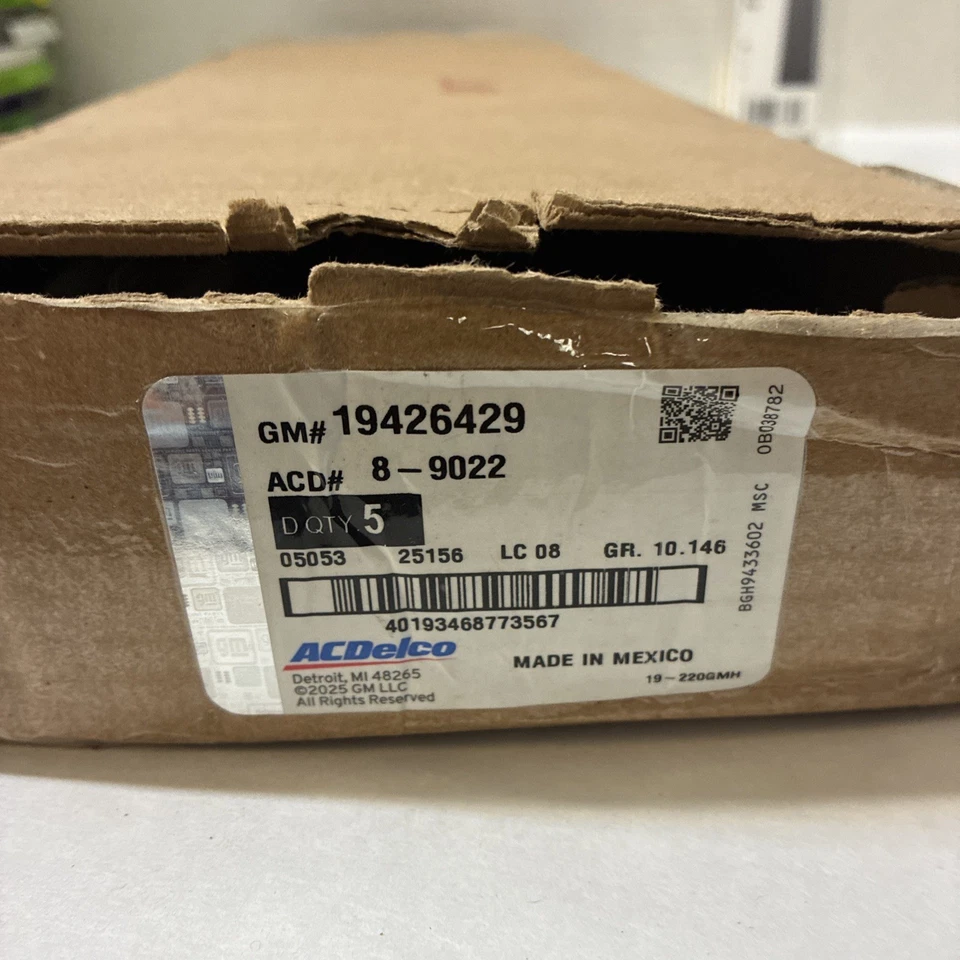 GM# 19426429
ACD# 8-9022
D QTY 5
05053 25156 LC 08 GR. 10.146
40193468773567
ACDelco
MADE IN MEXICO
Detroit, MI 48265
©2025 GM LLC
All Rights Reserved
19-220GMH
BGH9433602 MSC 0B038782